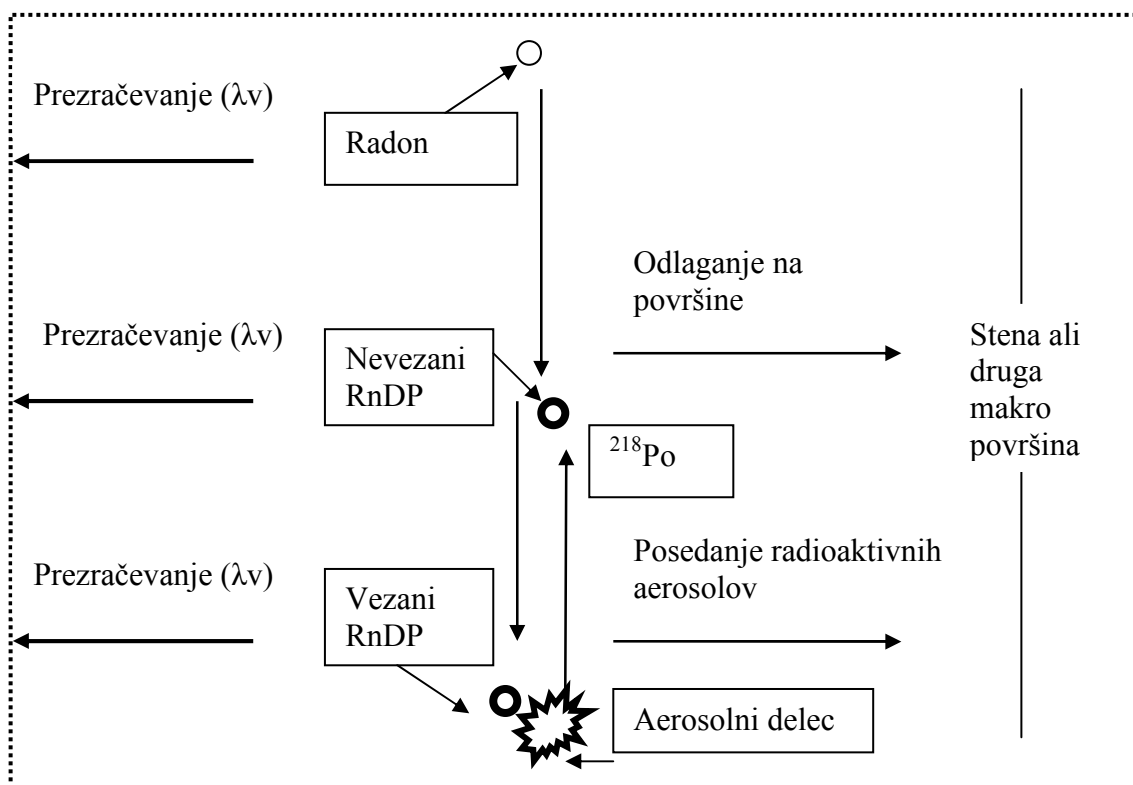 Prezračevanje (λv)
Radon
Odlaganje na
površine
Prezračevanje (λv)
Nevezani
RnDP
Stena ali
druga
makro
površina
²¹⁸Po
Posedanje radioaktivnih
aerosolov
Prezračevanje (λv)
Vezani
RnDP
Aerosolni delec